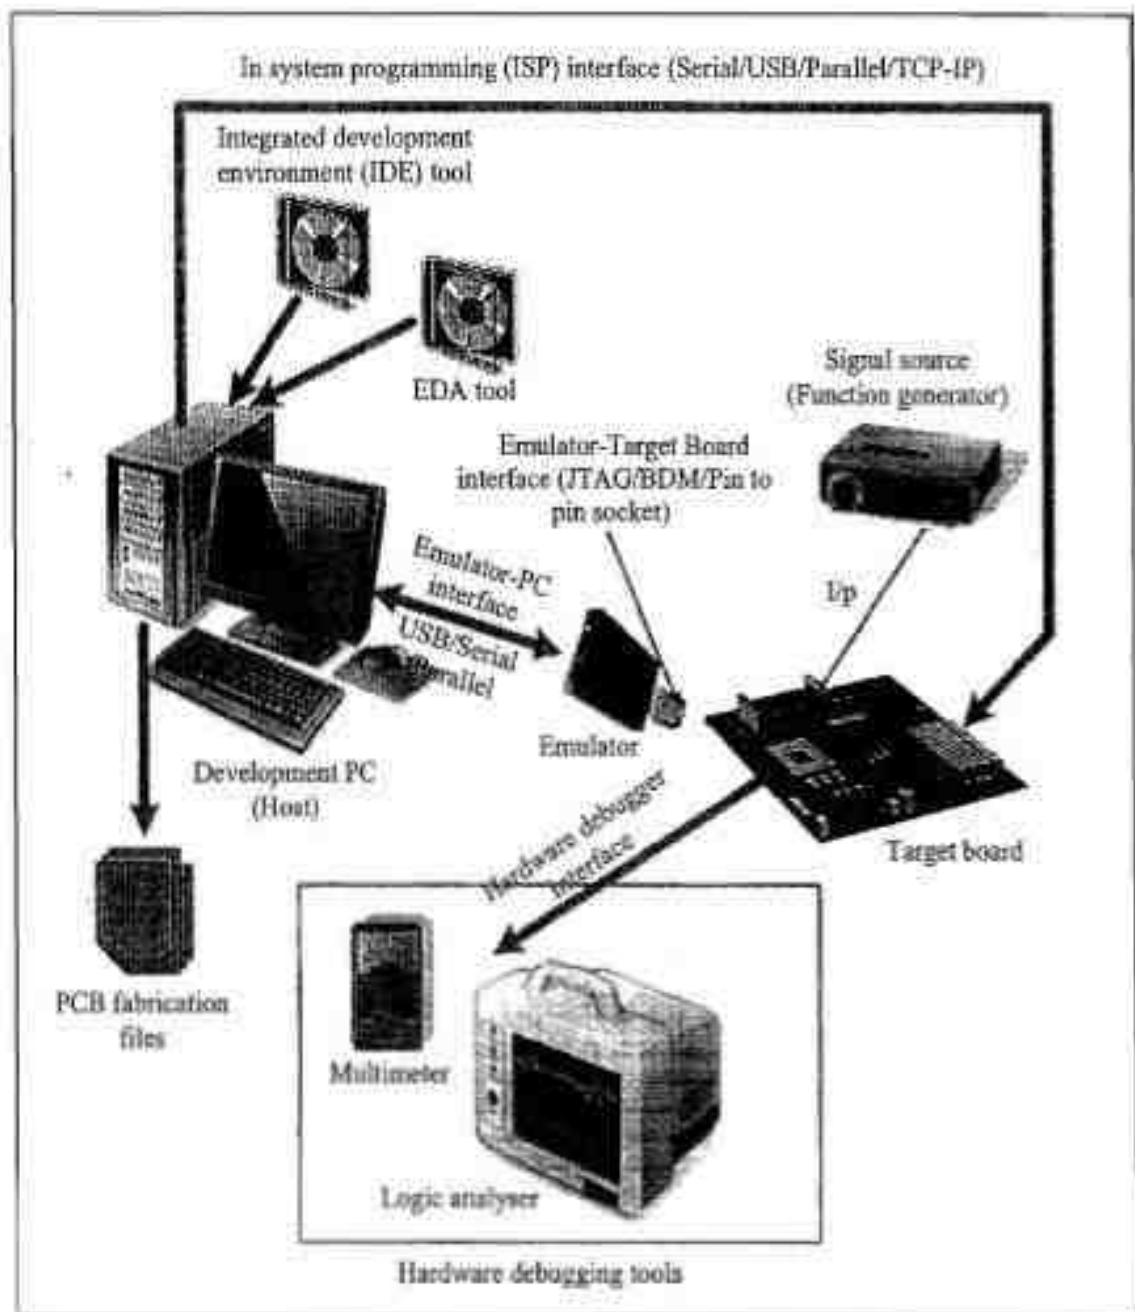 In system programming (ISP) interface (Serial/USB/Parallel/TCP-IP)
Integrated development
environment (IDE) tool
EDA tool
Signal source
(Function generator)
Emulator-Target Board
interface (JTAG/BDM/Pin to
pin socket)
I/p
Emulator-PC
interface
USB/Serial
Parallel
Emulator
Development PC
(Host)
Target board
Hardware debugger
interface
PCB fabrication
files
Multimeter
Logic analyser
Hardware debugging tools